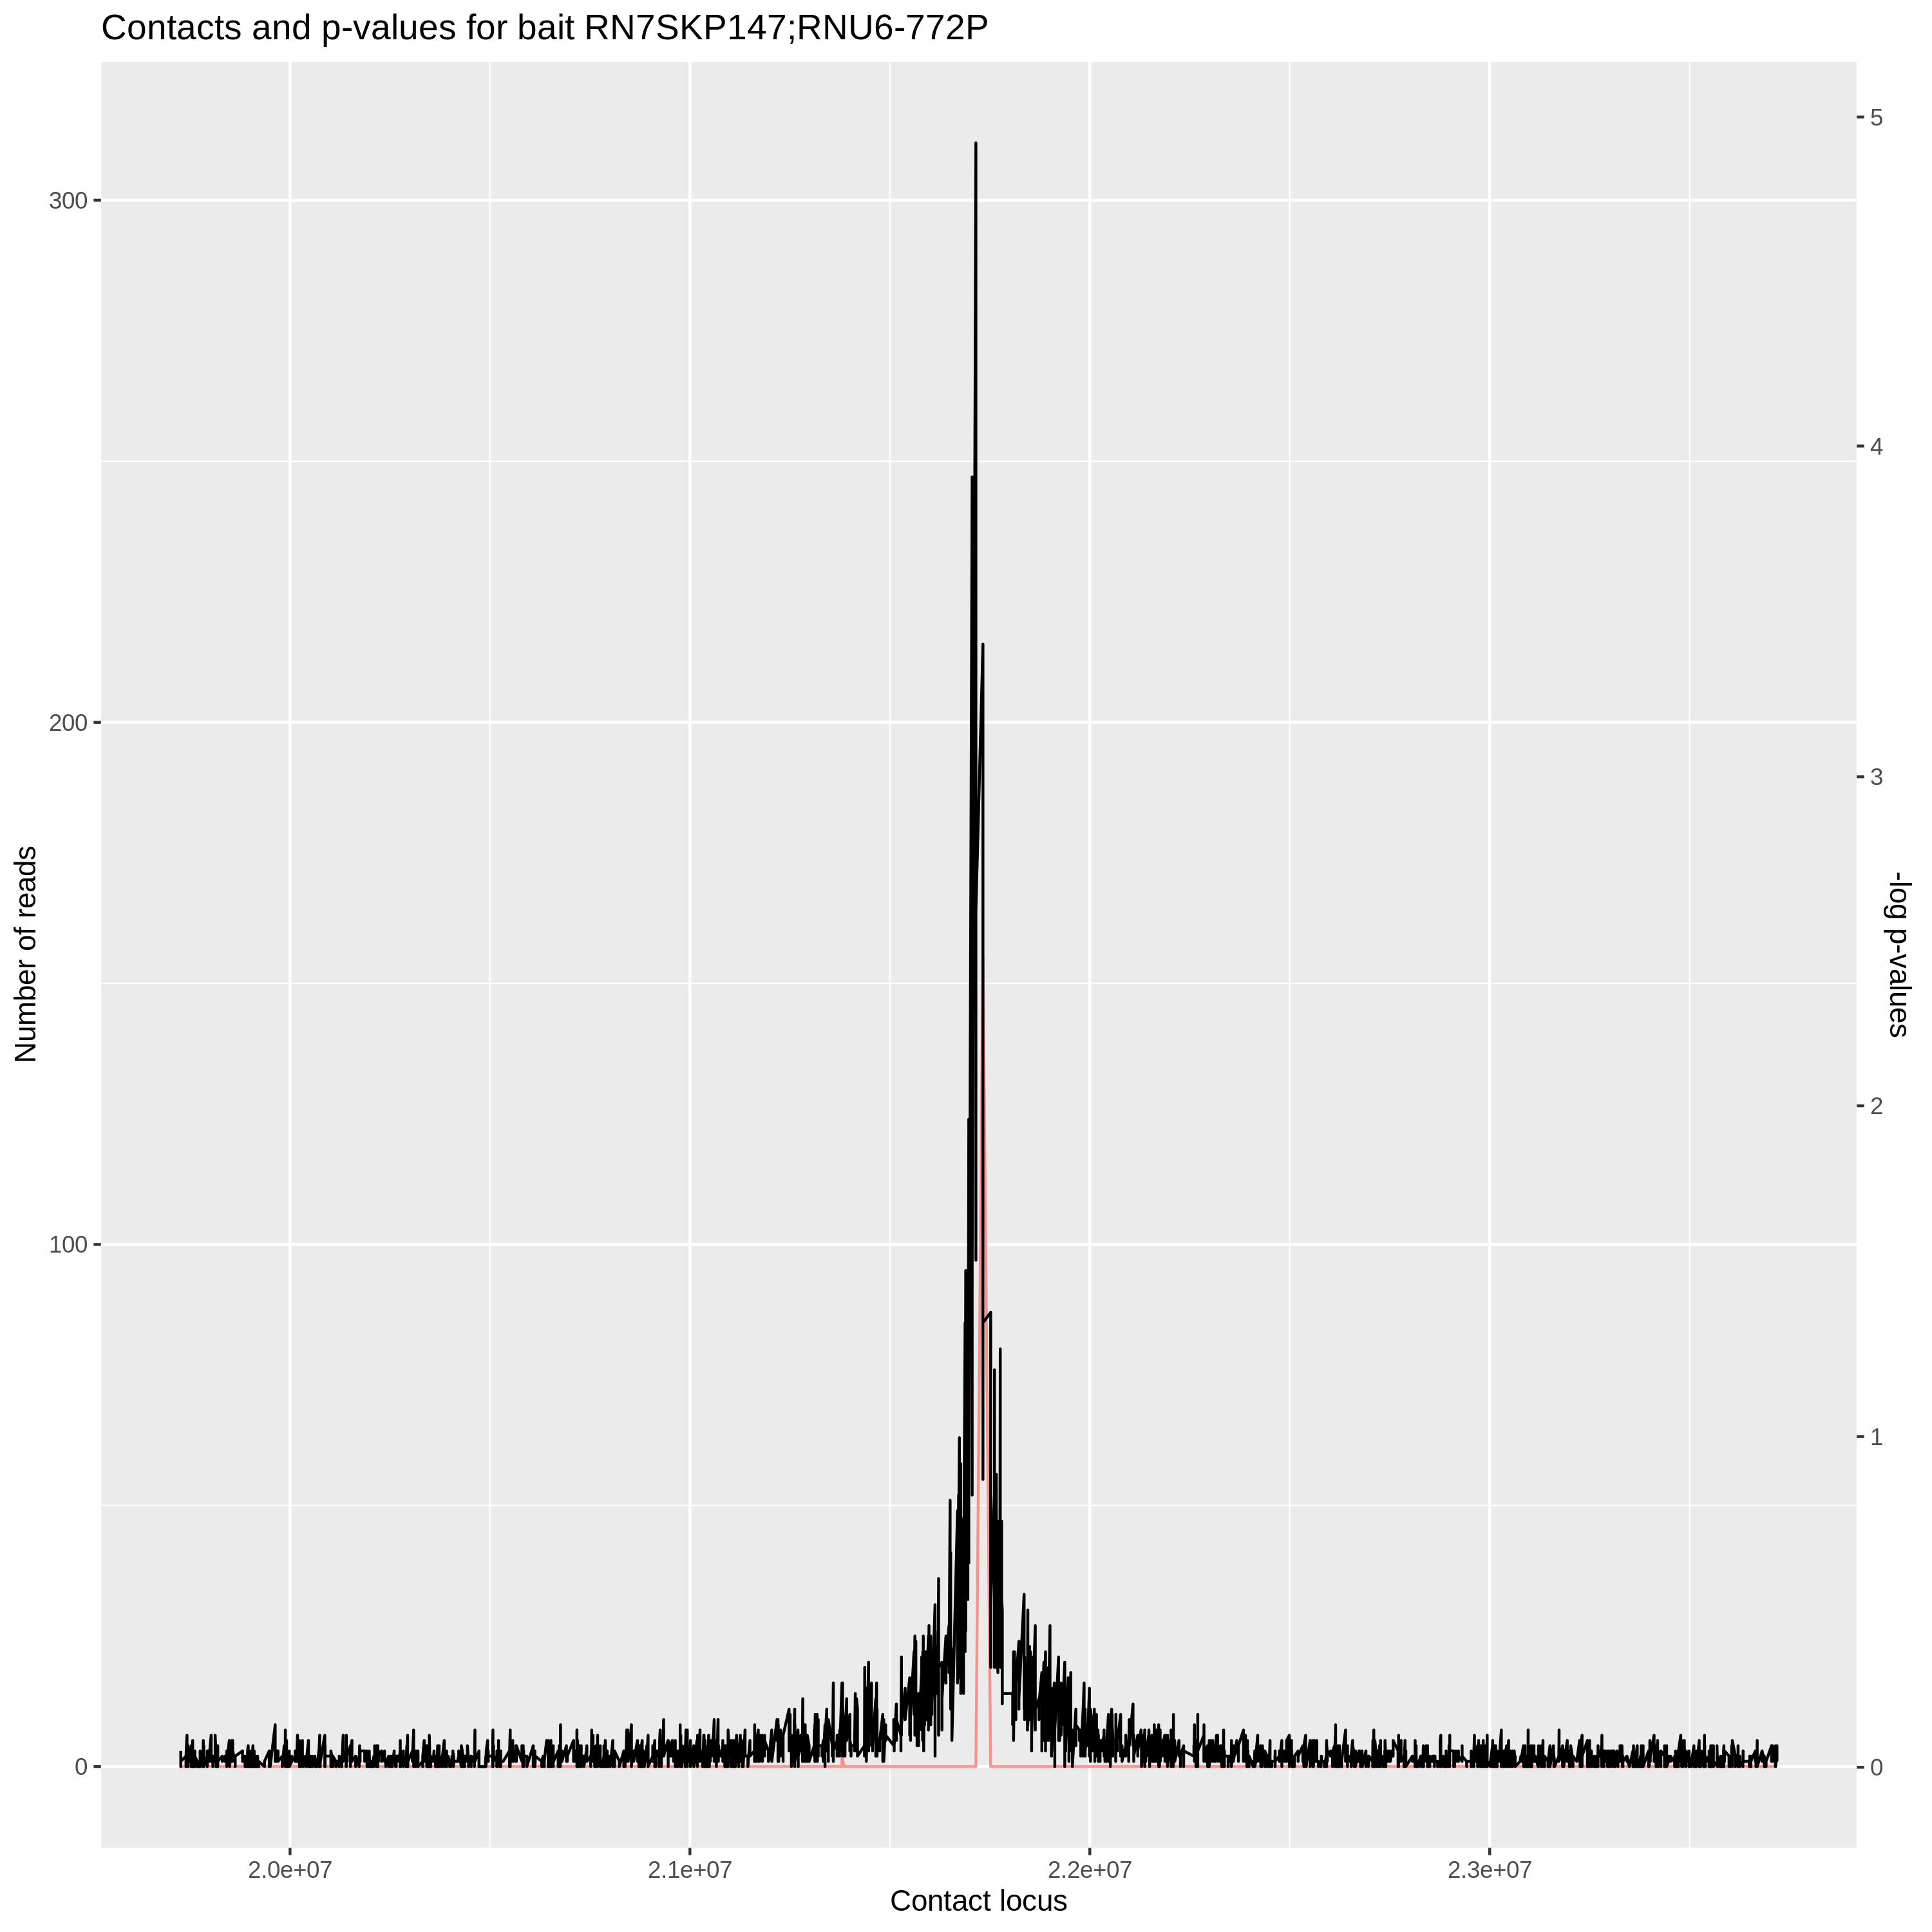 Contacts and p-values for bait RN7SKP147;RNU6-772P
300
200
100
0
Number of reads
5
4
3
2
1
0
-log p-values
2.0e+07
2.1e+07
2.2e+07
2.3e+07
Contact locus